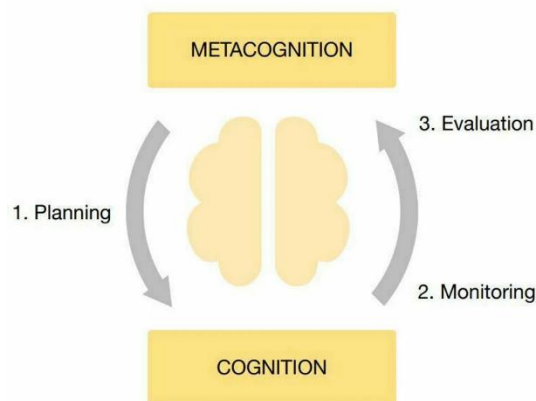 METACOGNITION
3. Evaluation
1. Planning
2. Monitoring
COGNITION